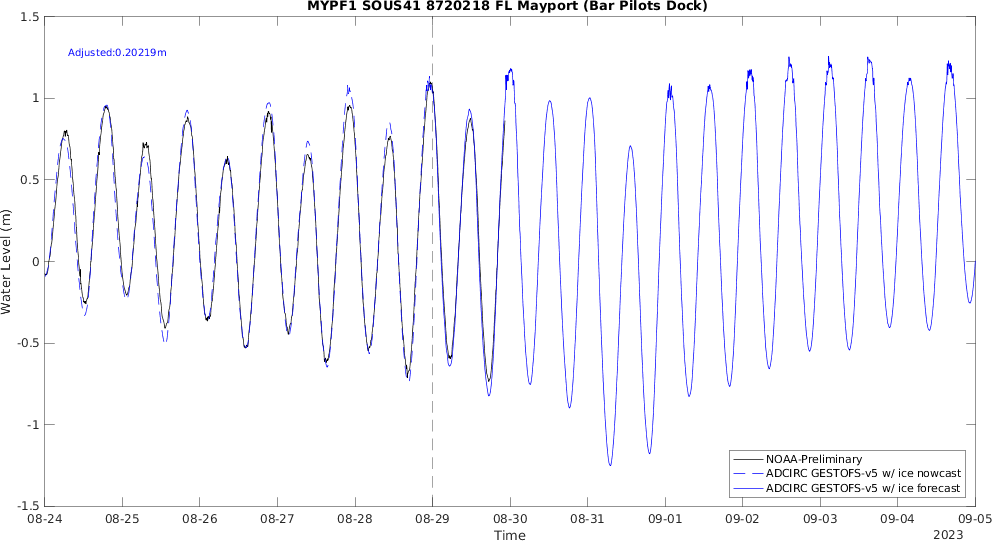 MYPF1 SOUS41 8720218 FL Mayport (Bar Pilots Dock)
Adjusted:0.20219m
Water Level (m)
1.5
1
0.5
0
-0.5
-1
-1.5
NOAA-Preliminary
ADCIRC GESTOFS-v5 w/ ice nowcast
ADCIRC GESTOFS-v5 w/ ice forecast
08-24 08-25 08-26 08-27 08-28 08-29 08-30 08-31 09-01 09-02 09-03 09-04 09-05
Time
2023